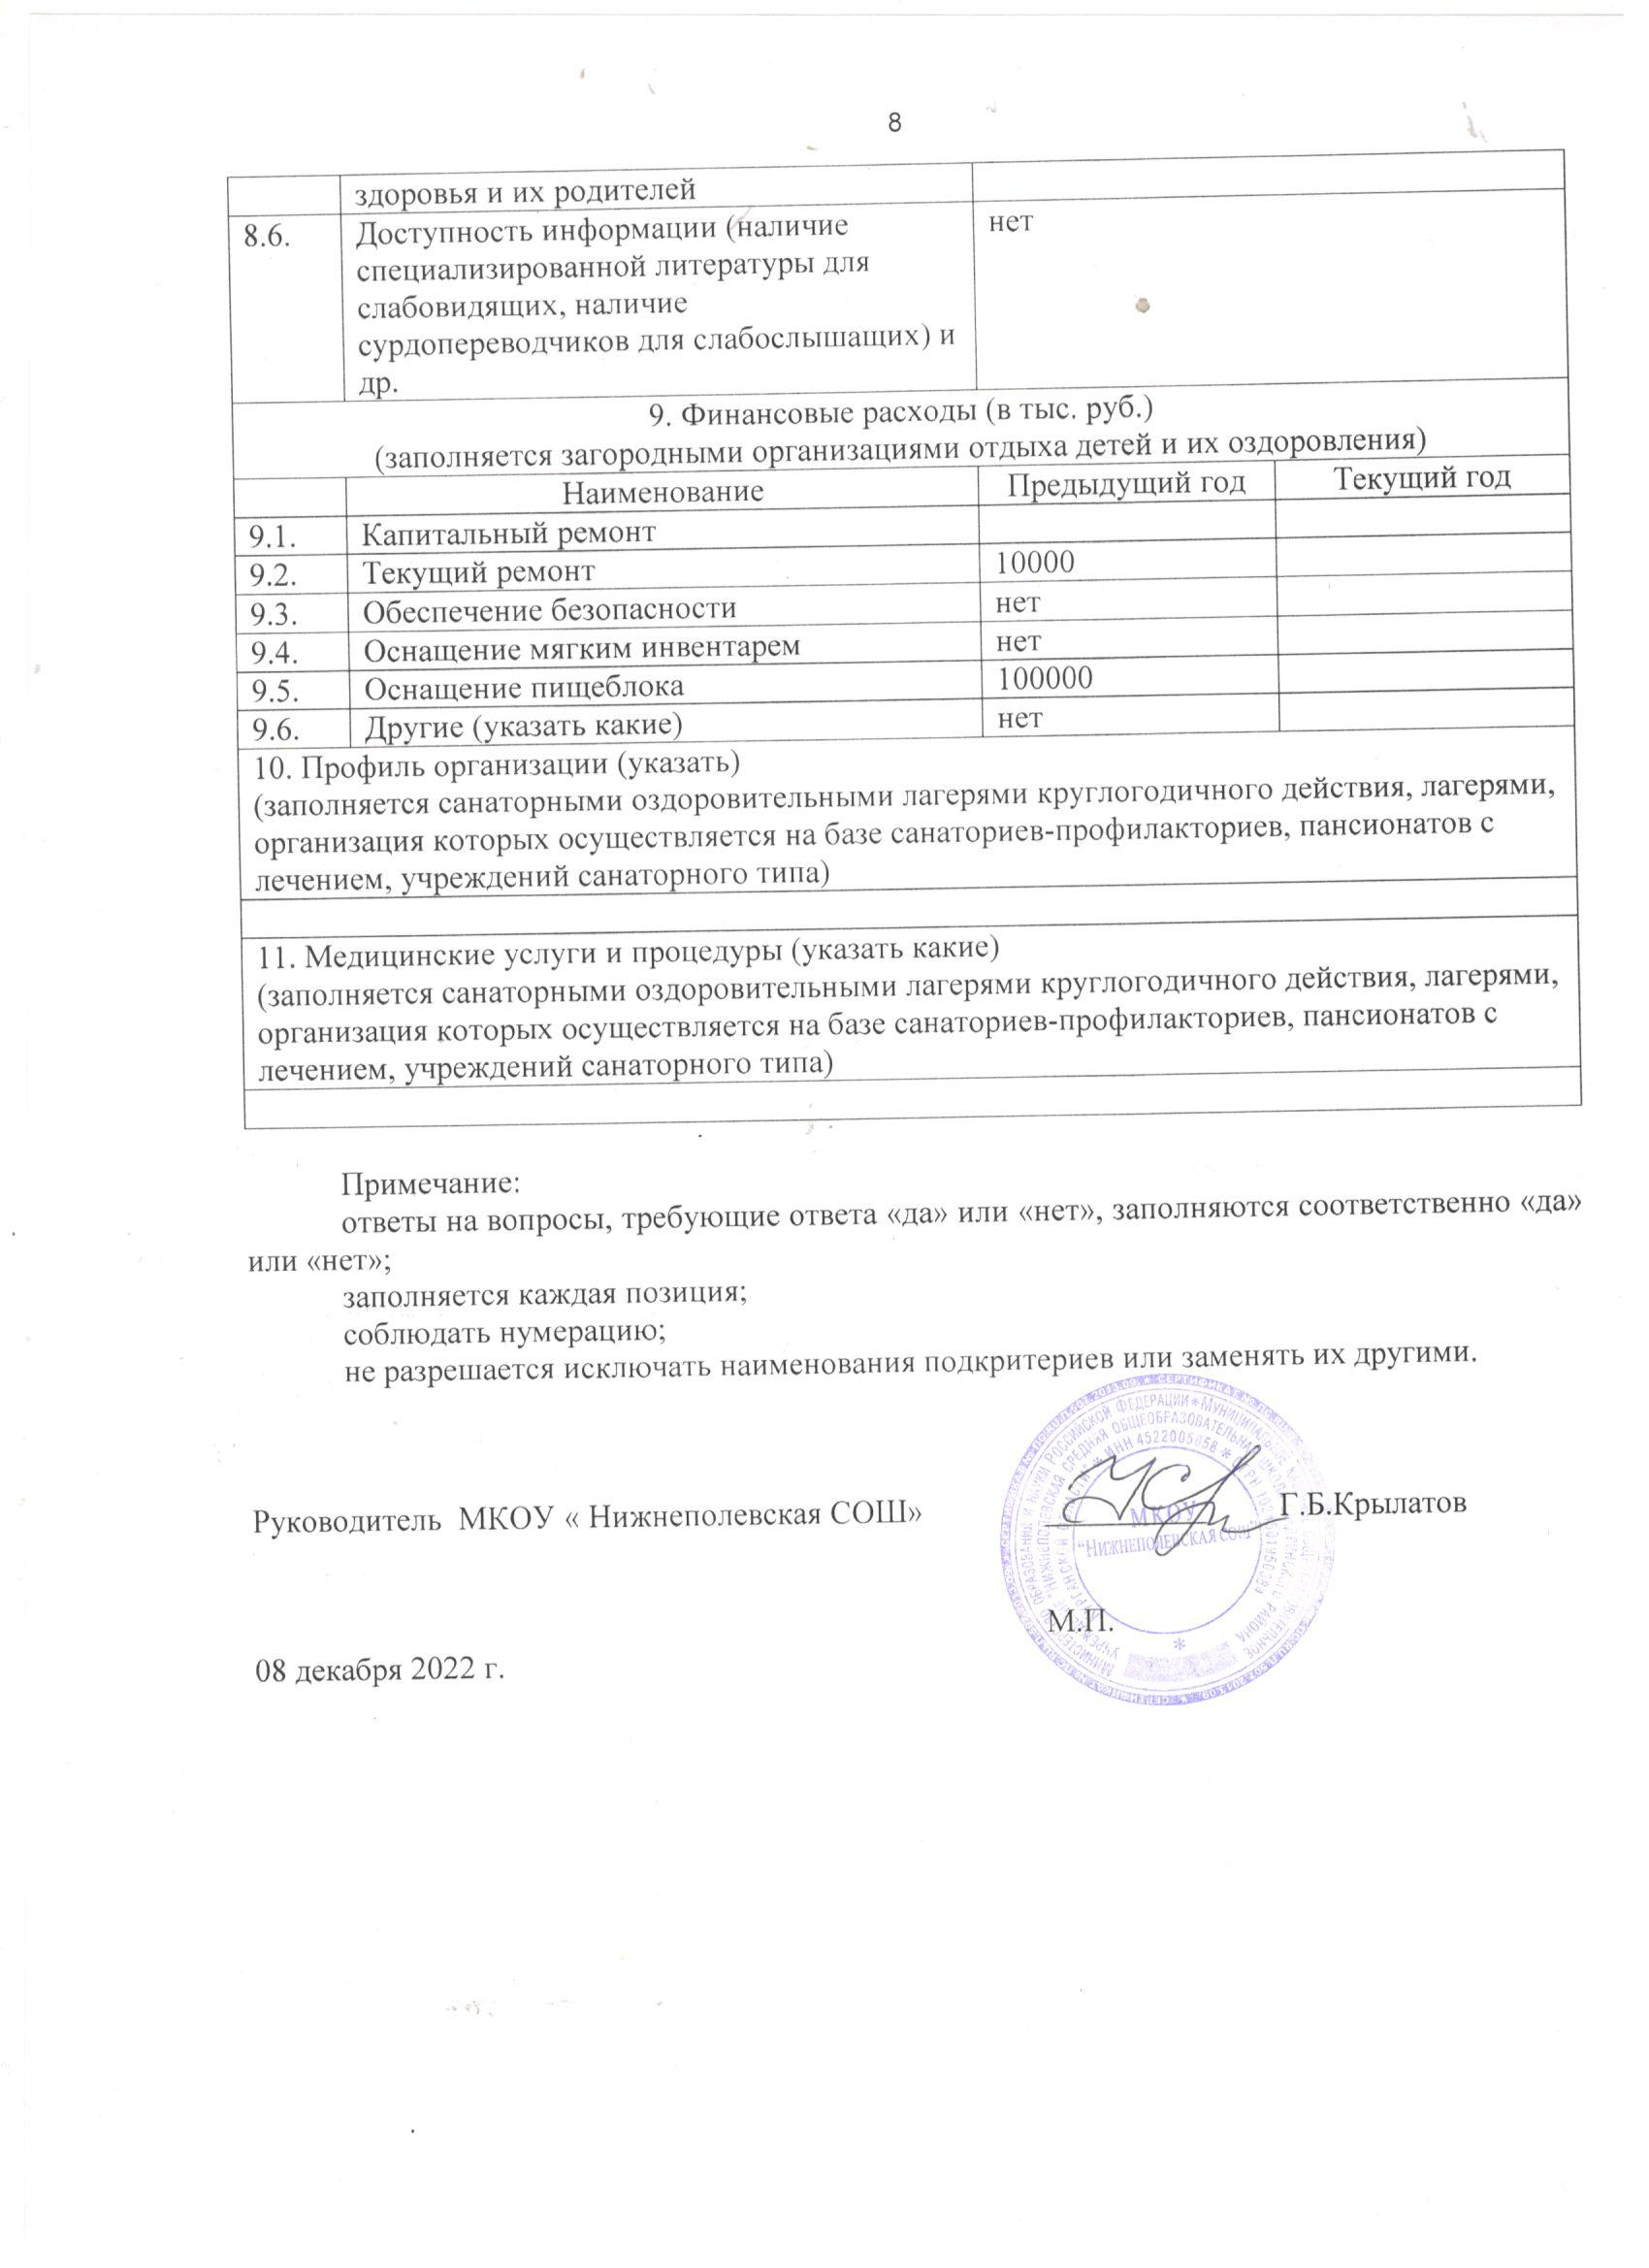 8
здоровья и их родителей
8.6. Доступность информации (наличие нет
специализированной литературы для
слабовидящих, наличие
сурдопереводчиков для слабослышащих) и
др.
9. Финансовые расходы (в тыс. руб.)
(заполняется загородными организациями отдыха детей и их оздоровления)
Наименование Предыдущий год Текущий год
9.1. Капитальный ремонт
9.2. Текущий ремонт 10000
9.3. Обеспечение безопасности нет
9.4. Оснащение мягким инвентарем нет
9.5. Оснащение пищеблока 100000
9.6. Другие (указать какие) нет
10. Профиль организации (указать)
(заполняется санаторными оздоровительными лагерями круглогодичного действия, лагерями,
организация которых осуществляется на базе санаториев-профилакториев, пансионатов с
лечением, учреждений санаторного типа)
11. Медицинские услуги и процедуры (указать какие)
(заполняется санаторными оздоровительными лагерями круглогодичного действия, лагерями,
организация которых осуществляется на базе санаториев-профилакториев, пансионатов с
лечением, учреждений санаторного типа)
Примечание:
ответы на вопросы, требующие ответа «да» или «нет», заполняются соответственно «да»
или «нет»;
заполняется каждая позиция;
соблюдать нумерацию;
не разрешается исключать наименования подкритериев или заменять их другими.
Руководитель МКОУ « Нижнеполевская СОШ» Г.Б.Крылатов
МКОУ
"НИЖНЕПОЛЕВСКАЯ СОШ"
М.П.
08 декабря 2022 г.